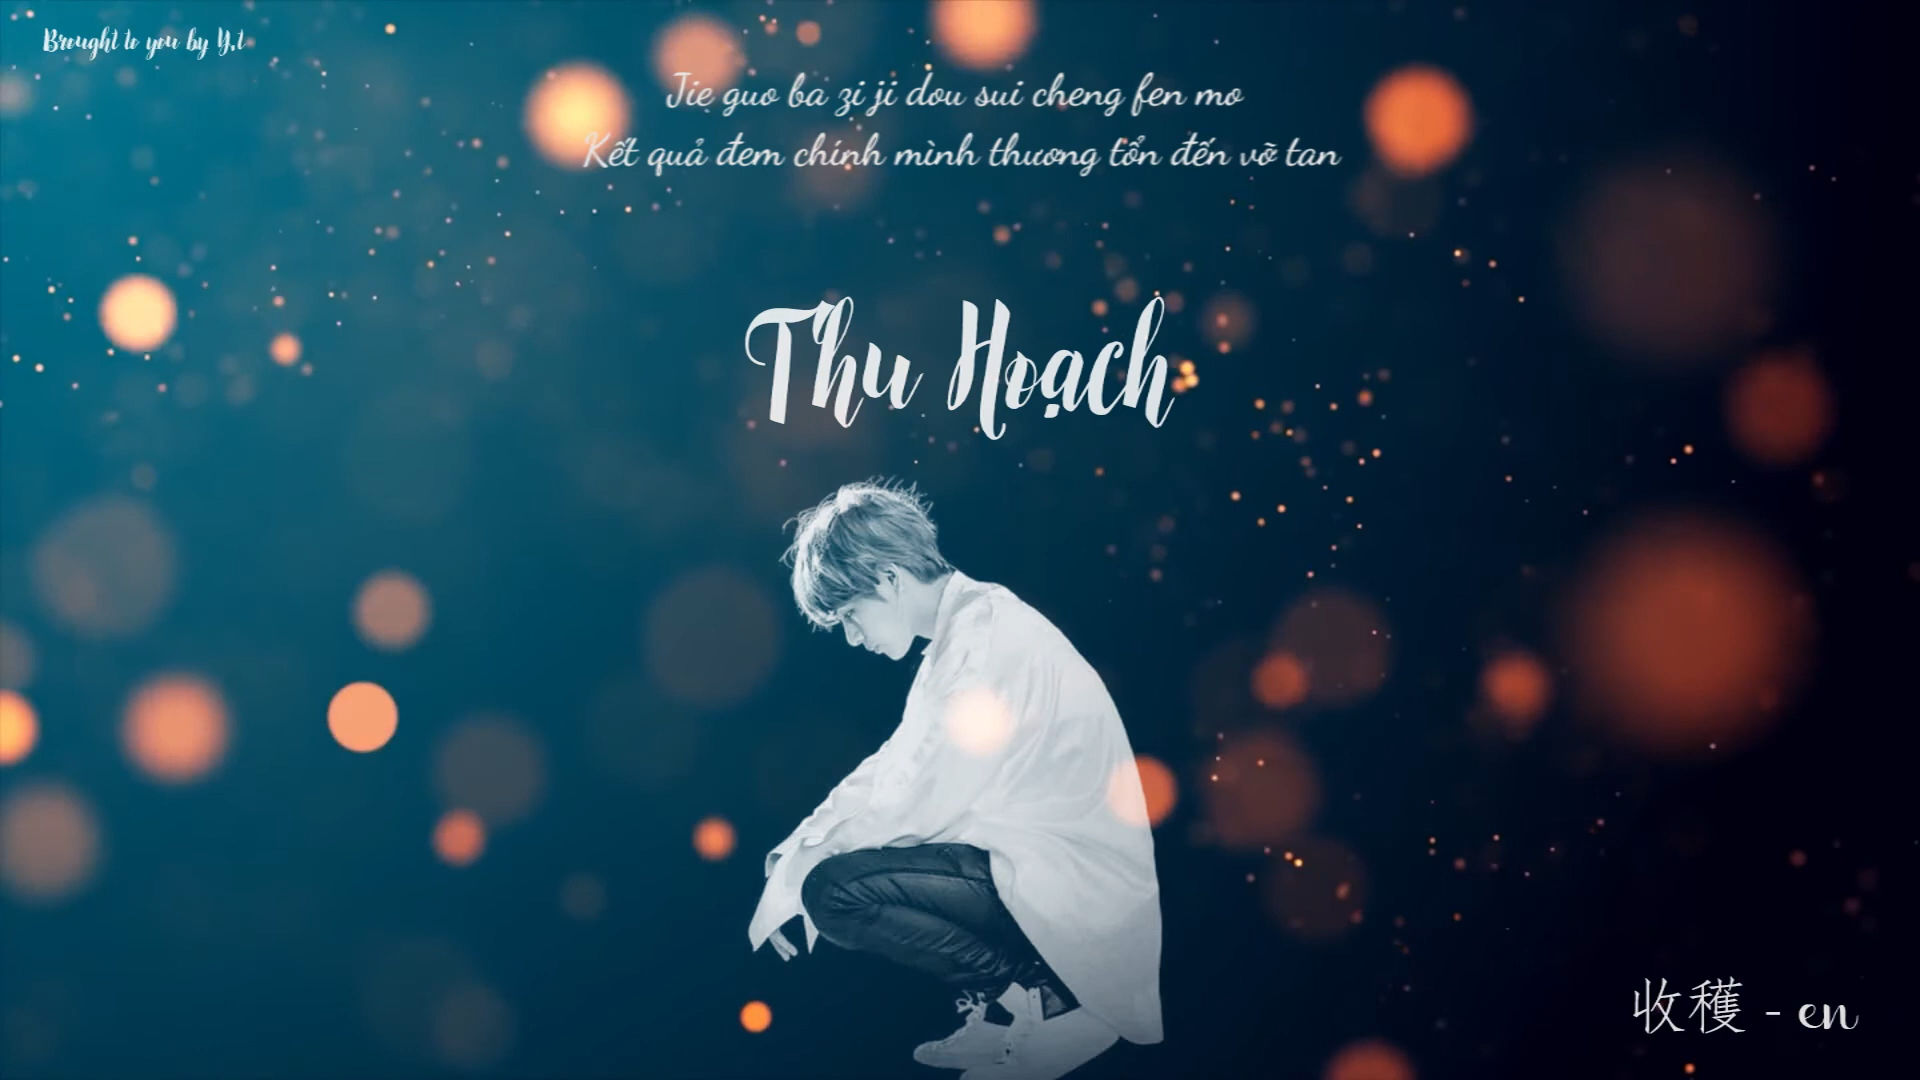 Brought to you by Y.t
Jie guo ba zi ji dou sui cheng fen mo
Kết quả đem chính mình thương tổn đến vỡ tan
Thu Hoạch
收穫 - en